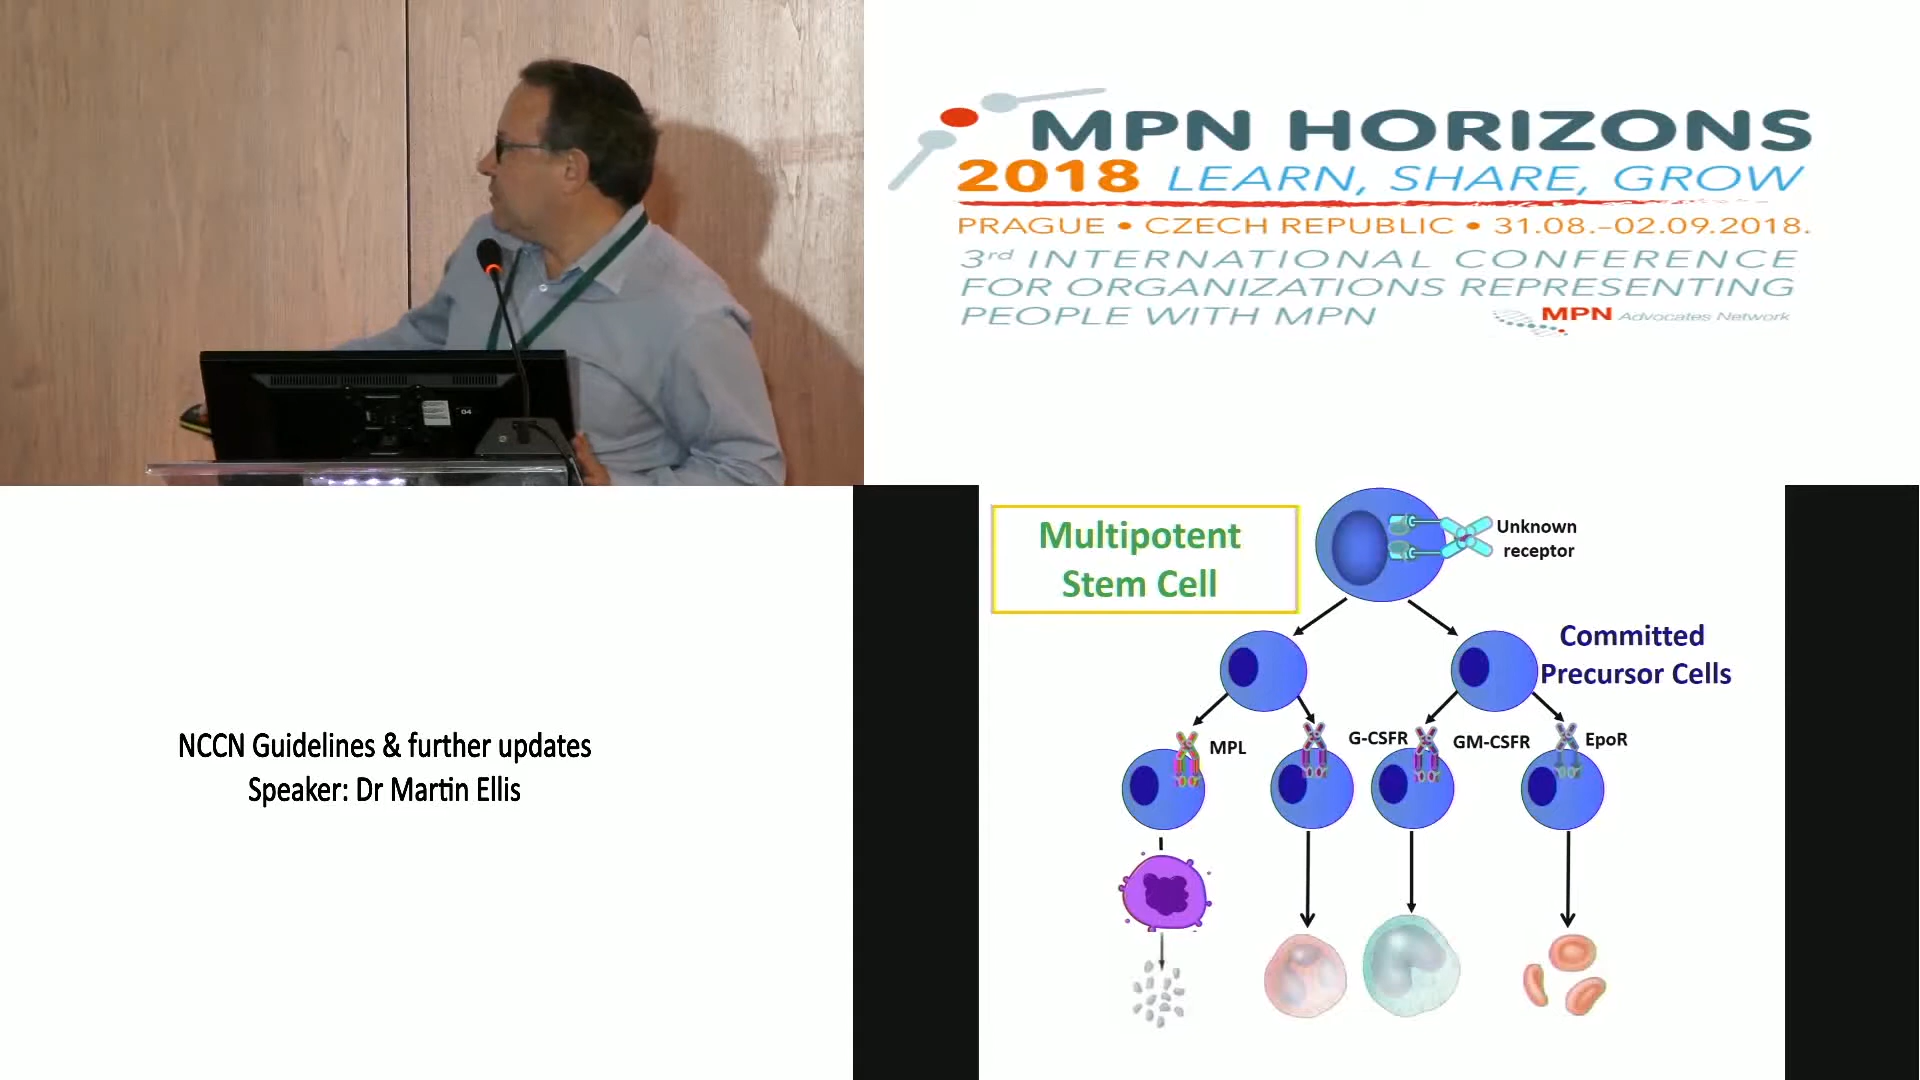 MPN HORIZONS
2018 LEARN, SHARE, GROW
PRAGUE • CZECH REPUBLIC • 31.08.–02.09.2018.
3rd INTERNATIONAL CONFERENCE
FOR ORGANIZATIONS REPRESENTING
PEOPLE WITH MPN
MPN Advocates Network
04
NCCN Guidelines & further updates
Speaker: Dr Martin Ellis
Multipotent
Stem Cell
Unknown
receptor
Committed
Precursor Cells
MPL
G-CSFR
GM-CSFR
EpoR